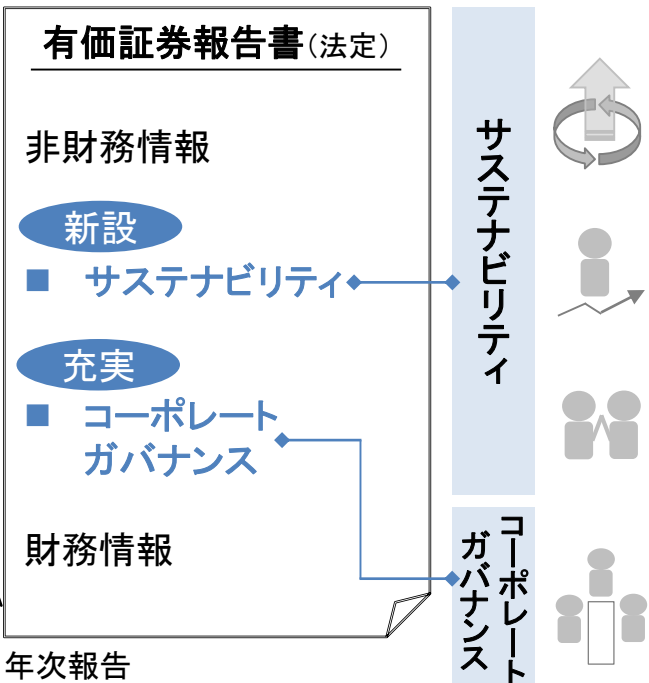 有価証券報告書(法定)
非財務情報
新設
■ サステナビリティ
充実
■ コーポレート
ガバナンス
財務情報
年次報告
サステナビリティ
コーポレート
ガバナンス